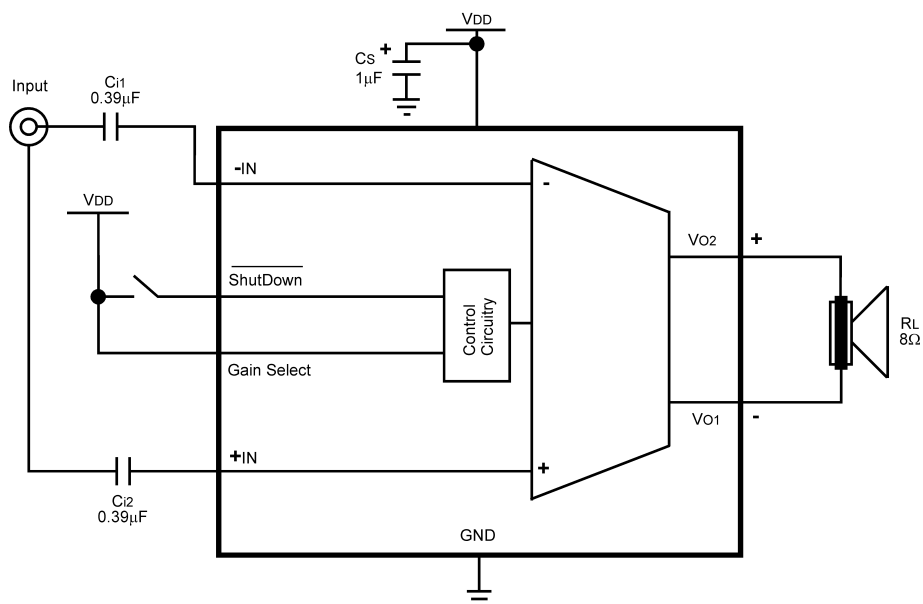 VDD
Cs +
1µF
Input
Ci1
0.39µF
-IN
-
VDD
VO2
+
ShutDown
Control
Circuitry
RL
8Ω
Gain Select
VO1
-
+IN
+
Ci2
0.39µF
GND